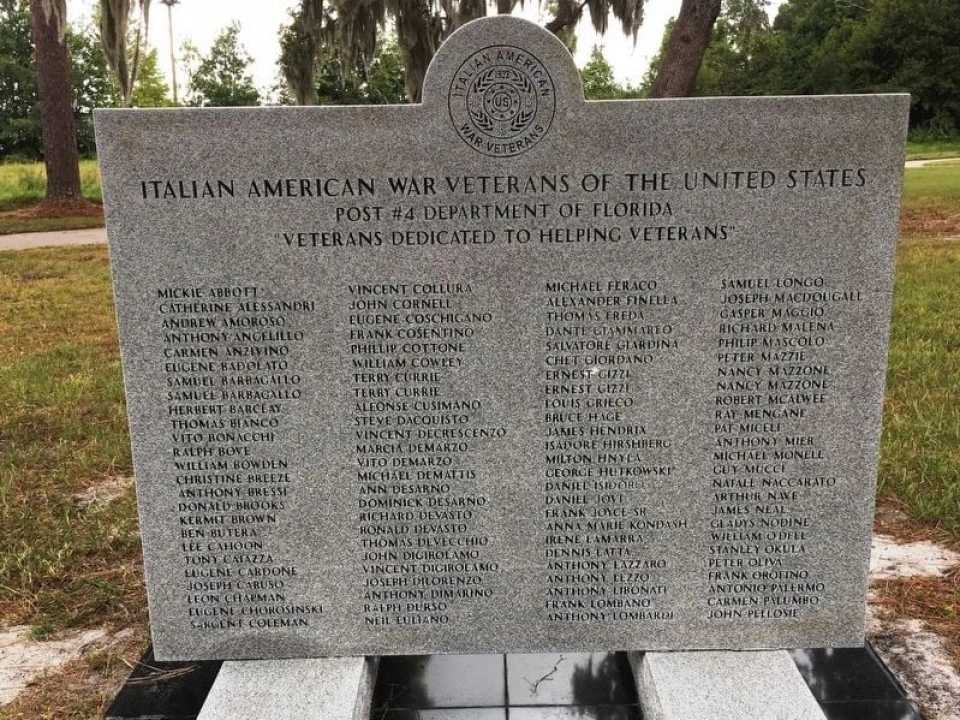 ITALIAN AMERICAN
1932
US
WAR VETERANS
ITALIAN AMERICAN WAR VETERANS OF THE UNITED STATES
POST #4 DEPARTMENT OF FLORIDA
"VETERANS DEDICATED TO HELPING VETERANS"
MICKIE ABBOTT
CATHERINE ALESSANDRI
ANDREW AMOROSO
ANTHONY ANGELILLO
CARMEN ANZIVINO
EUGENE BADOLATO
SAMUEL BARBAGALLO
SAMUEL BARBAGALLO
HERBERT BARCLAY
THOMAS BIANCO
VITO BONACCHI
RALPH BOVE
WILLIAM BOWDEN
CHRISTINE BREEZE
ANTHONY BRESSI
DONALD BROOKS
KERMIT BROWN
BEN BUTERA
LEE CAHOON
TONY CAIAZZA
EUGENE CARDONE
JOSEPH CARUSO
LEON CHAPMAN
EUGENE CHOROSINSKI
SARGENT COLEMAN
VINCENT COLLURA
JOHN CORNELL
EUGENE COSCHIGANO
FRANK COSENTINO
PHILLIP COTTONE
WILLIAM COWLEY
TERRY CURRIE
TERRY CURRIE
ALFONSE CUSIMANO
STEVE DACQUISTO
VINCENT DECRESCENZO
MARCIA DEMARZO
VITO DEMARZO
MICHAEL DEMATTIS
ANN DESARNO
DOMINICK DESARNO
RICHARD DEVASTO
RONALD DEVASTO
THOMAS DEVECCHIO
JOHN DIGIROLAMO
VINCENT DIGIROLAMO
JOSEPH DILORENZO
ANTHONY DIMARINO
RALPH DURSO
NEIL EULIANO
MICHAEL FERACO
ALEXANDER FINELLA
THOMAS FREDA
DANTE GIAMMAREO
SALVATORE GIARDINA
CHET GIORDANO
ERNEST GIZZI
ERNEST GIZZI
LOUIS GRIECO
BRUCE HAGE
JAMES HENDRIX
ISADORE HIRSHBERG
MILTON HNYLA
GEORGE HUTKOWSKI
DANIEL ISIDORO
DANIEL JOVI
FRANK JOYCE SR.
ANNA MARIE KONDASH
IRENE LAMARRA
DENNIS LATTA
ANTHONY LAZZARO
ANTHONY LEZZO
ANTHONY LIBONATI
FRANK LOMBANO
ANTHONY LOMBARDI
SAMUEL LONGO
JOSEPH MACDOUGALL
GASPER MAGGIO
RICHARD MALENA
PHILIP MASCOLO
PETER MAZZIE
NANCY MAZZONE
NANCY MAZZONE
ROBERT MCALWEE
RAY MENGANE
PAT MICELI
ANTHONY MIER
MICHAEL MONELL
GUY MUCCI
NATALE NACCARATO
ARTHUR NAVE
JAMES NEAL
GLADYS NODINE
WILLIAM O'DELL
STANLEY OKULA
PETER OLIVA
FRANK OROFINO
ANTONIO PALERMO
CARMEN PALUMBO
JOHN PELLOSIE